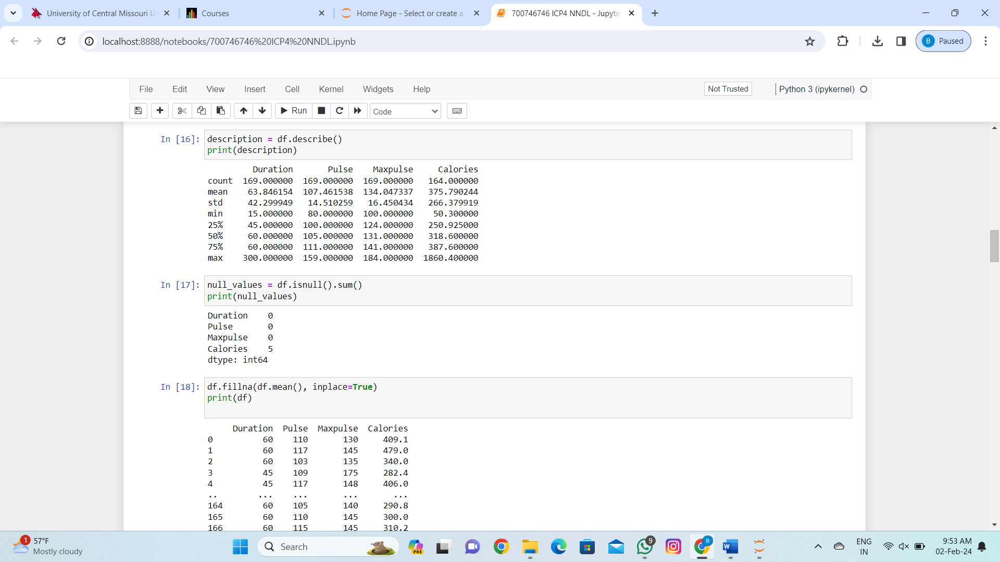 University of Central Missouri U
Courses
Home Page - Select or create a
700746746 ICP4 NNDL - Jupyte
localhost:8888/notebooks/700746746%20ICP4%20NNDL.ipynb
B Paused
File Edit View Insert Cell Kernel Widgets Help
Not Trusted
Python 3 (ipykernel)
Run
Code
In [16]: description = df.describe()
print(description)
Duration Pulse Maxpulse Calories
count 169.000000 169.000000 169.000000 164.000000
mean 63.846154 107.461538 134.047337 375.790244
std 42.299949 14.510259 16.450434 266.379919
min 15.000000 80.000000 100.000000 50.300000
25% 45.000000 100.000000 124.000000 250.925000
50% 60.000000 105.000000 131.000000 318.600000
75% 60.000000 111.000000 141.000000 387.600000
max 300.000000 159.000000 184.000000 1860.400000
In [17]: null_values = df.isnull().sum()
print(null_values)
Duration 0
Pulse 0
Maxpulse 0
Calories 5
dtype: int64
In [18]: df.fillna(df.mean(), inplace=True)
print(df)
Duration Pulse Maxpulse Calories
0 60 110 130 409.1
1 60 117 145 479.0
2 60 103 135 340.0
3 45 109 175 282.4
4 45 117 148 406.0
.. ... ... ... ...
164 60 105 140 290.8
165 60 110 145 300.0
166 60 115 145 310.2
1
57°F
Mostly cloudy
Search
PRE
9
B
W
ENG
IN
9:53 AM
02-Feb-24